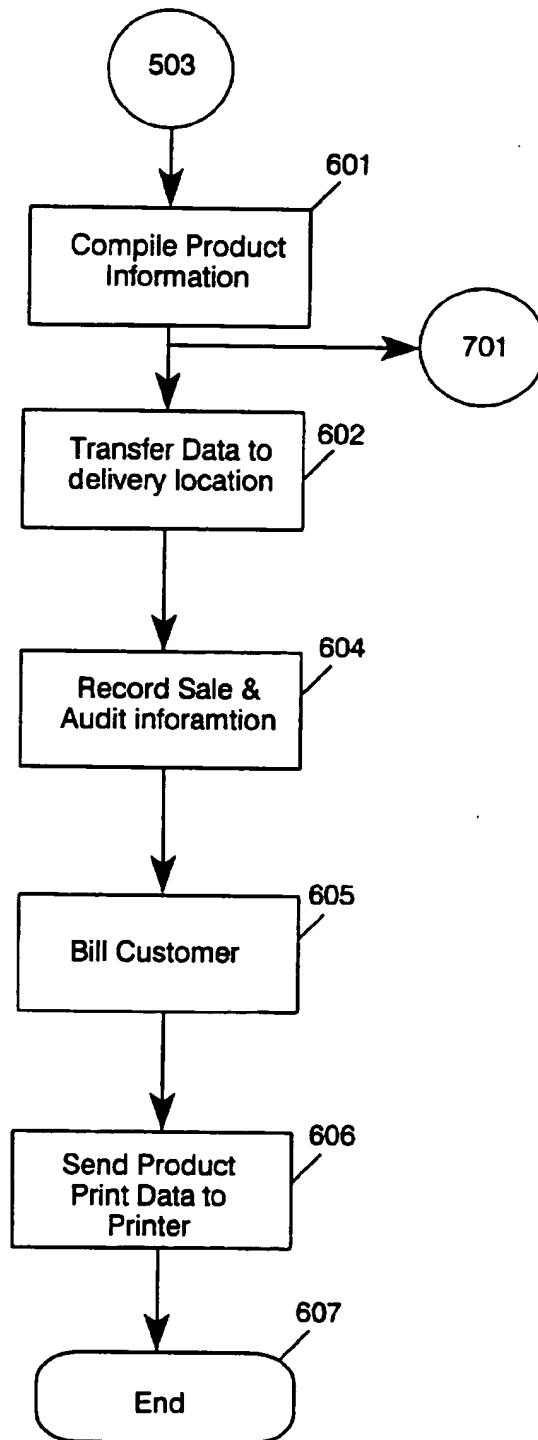 503
601
Compile Product
Information
701
602
Transfer Data to
delivery location
604
Record Sale &
Audit inforamtion
605
Bill Customer
606
Send Product
Print Data to
Printer
607
End